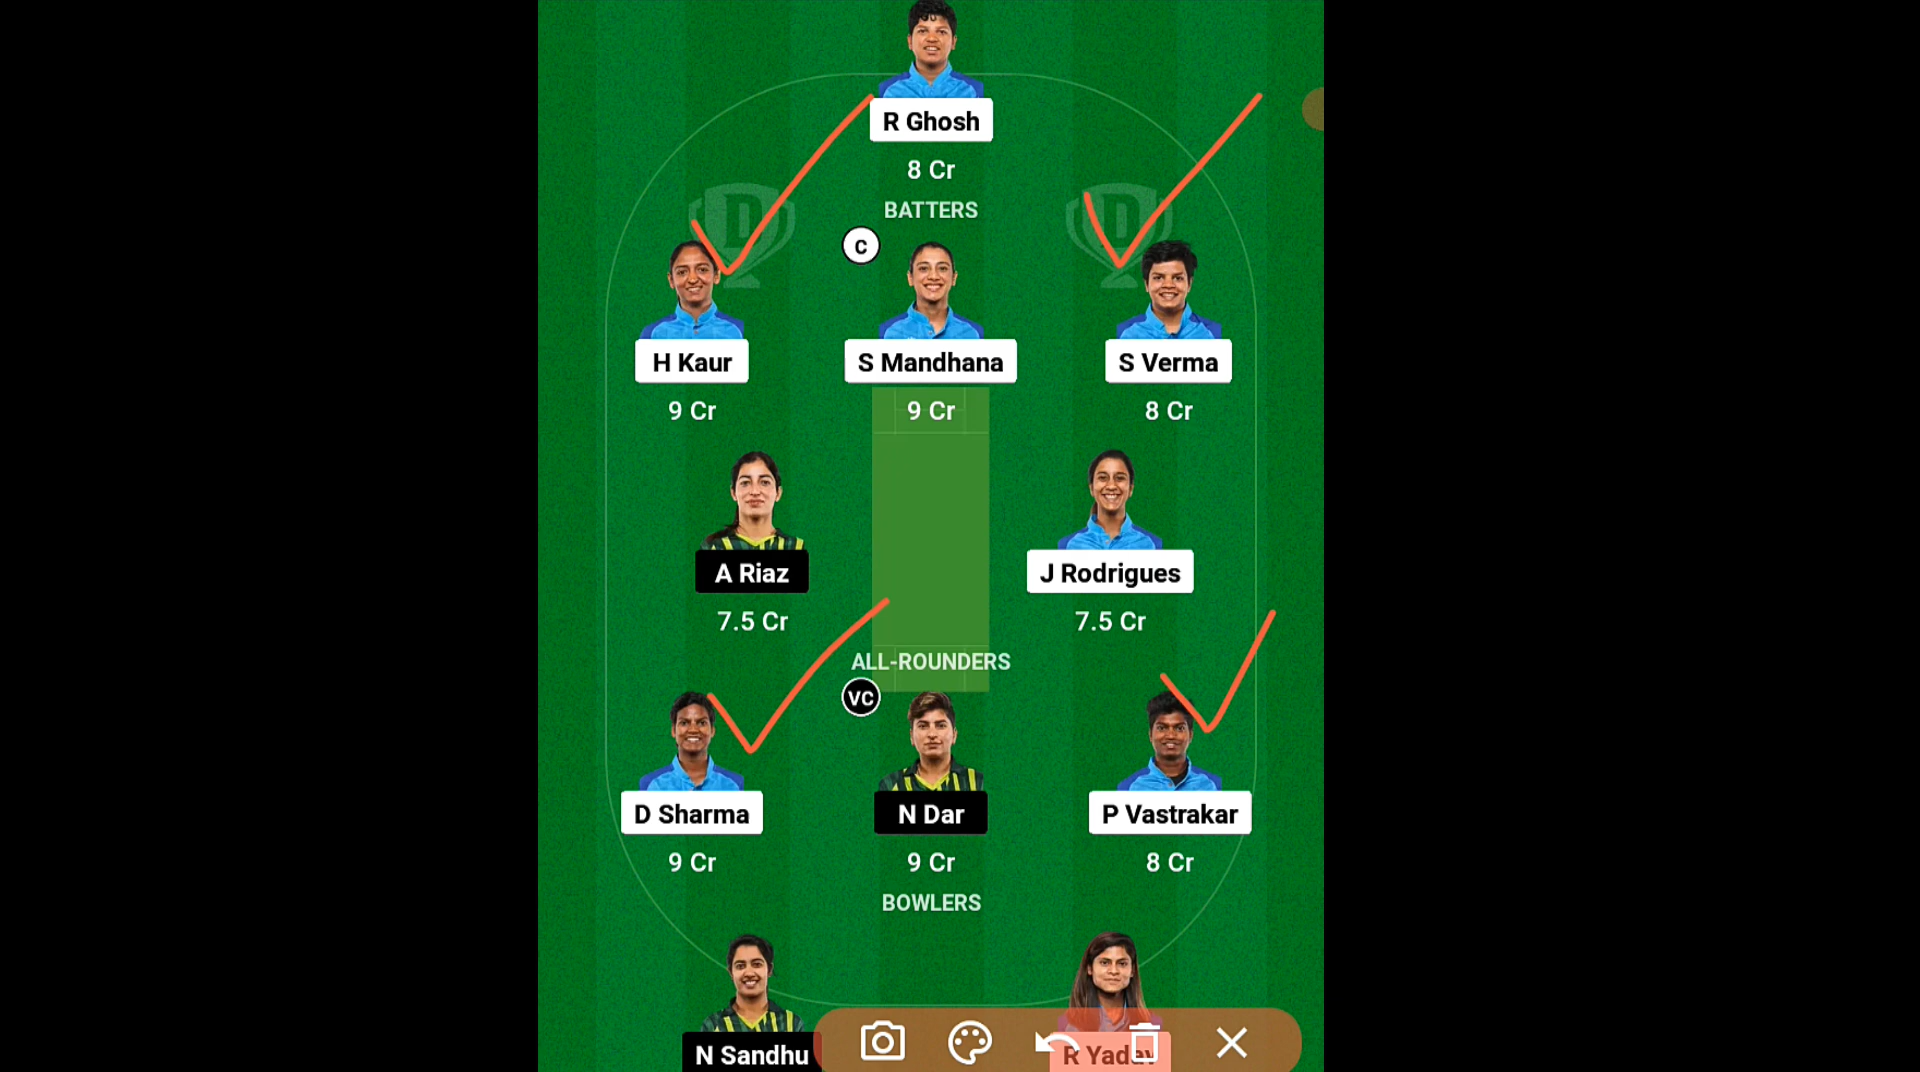 R Ghosh
8 Cr
BATTERS
C
H Kaur
S Mandhana
S Verma
9 Cr
9 Cr
8 Cr
A Riaz
J Rodrigues
7.5 Cr
7.5 Cr
ALL-ROUNDERS
VC
D Sharma
N Dar
P Vastrakar
9 Cr
9 Cr
8 Cr
BOWLERS
N Sandhu
R Yadav